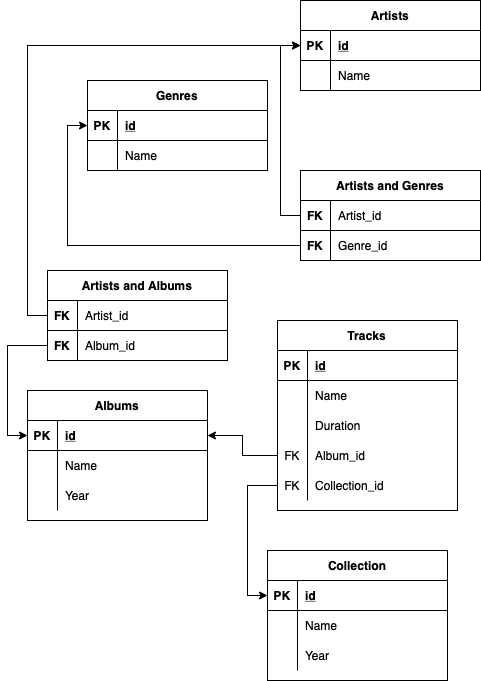 Artists
PK id
Name
Genres
PK id
Name
Artists and Genres
FK Artist_id
FK Genre_id
Artists and Albums
FK Artist_id
FK Album_id
Tracks
PK id
Name
Duration
FK Album_id
FK Collection_id
Albums
PK id
Name
Year
Collection
PK id
Name
Year